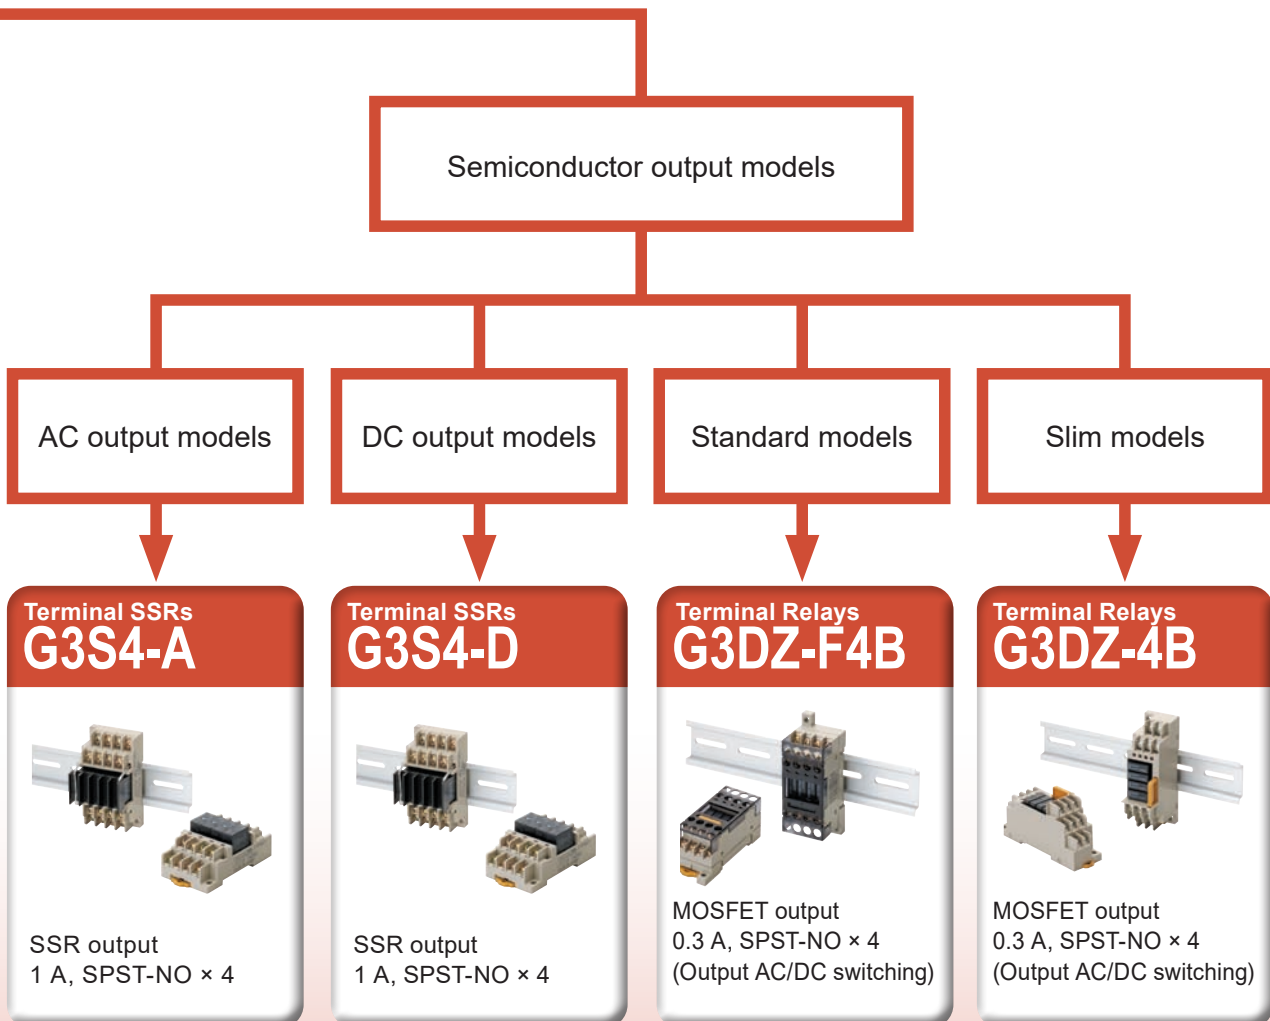 Semiconductor output models
AC output models
DC output models
Standard models
Slim models
Terminal SSRs
G3S4-A
SSR output
1 A, SPST-NO × 4
Terminal SSRs
G3S4-D
SSR output
1 A, SPST-NO × 4
Terminal Relays
G3DZ-F4B
MOSFET output
0.3 A, SPST-NO × 4
(Output AC/DC switching)
Terminal Relays
G3DZ-4B
MOSFET output
0.3 A, SPST-NO × 4
(Output AC/DC switching)